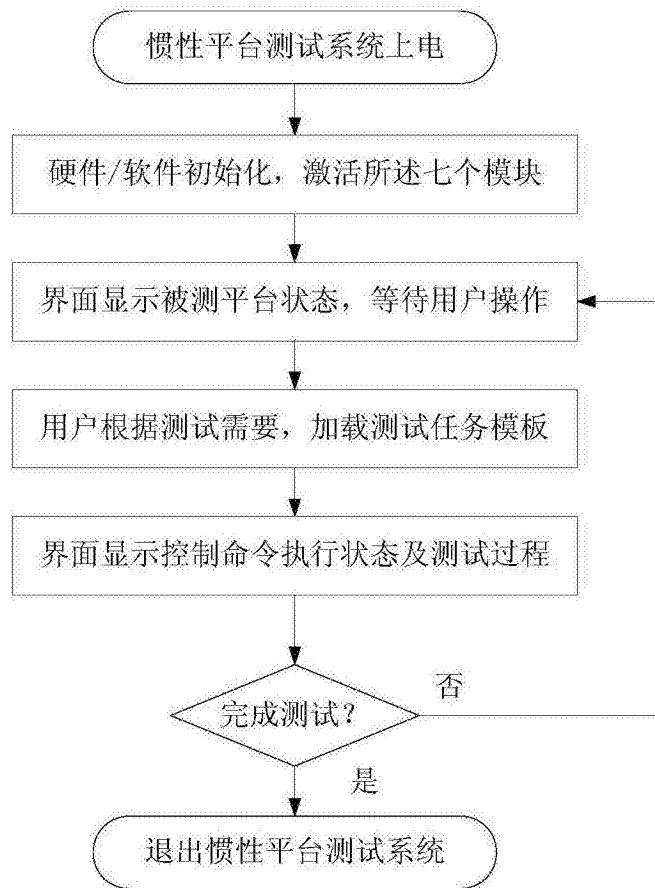 惯性平台测试系统上电
硬件/软件初始化，激活所述七个模块
界面显示被测平台状态，等待用户操作
用户根据测试需要，加载测试任务模板
界面显示控制命令执行状态及测试过程
完成测试？
否
是
退出惯性平台测试系统